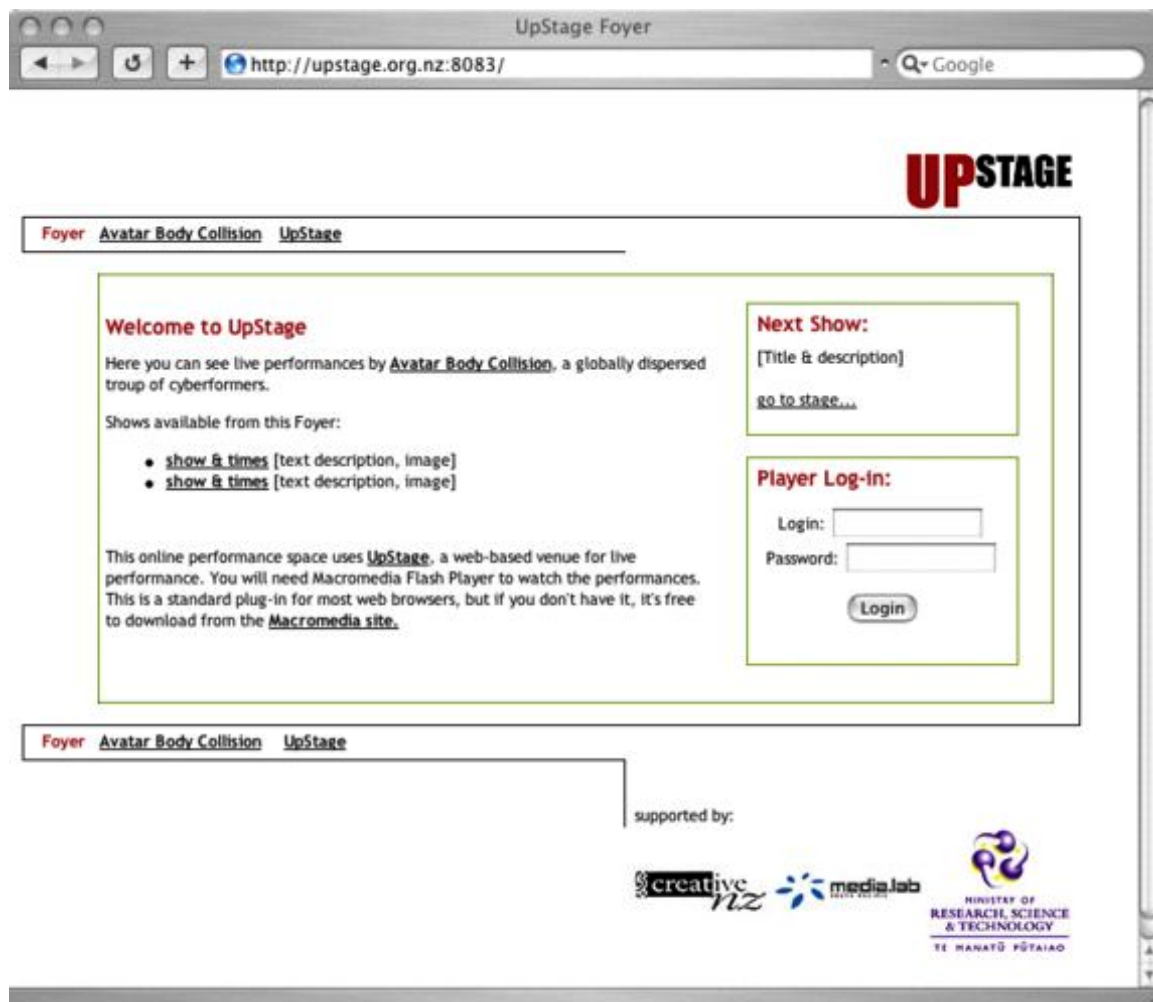 UpStage Foyer
http://upstage.org.nz:8083/
Google
UPSTAGE
Foyer Avatar Body Collision UpStage
Welcome to UpStage
Here you can see live performances by Avatar Body Collision, a globally dispersed
troup of cyberformers.
Shows available from this Foyer:
show & times [text description, image]
show & times [text description, image]
This online performance space uses UpStage, a web-based venue for live
performance. You will need Macromedia Flash Player to watch the performances.
This is a standard plug-in for most web browsers, but if you don't have it, it's free
to download from the Macromedia site.
Next Show:
[Title & description]
go to stage...
Player Log-in:
Login:
Password:
Login
Foyer Avatar Body Collision UpStage
supported by:
creative
nz
media.lab
MINISTRY OF
RESEARCH, SCIENCE
& TECHNOLOGY
TE MANATŪ PŪTAIAO